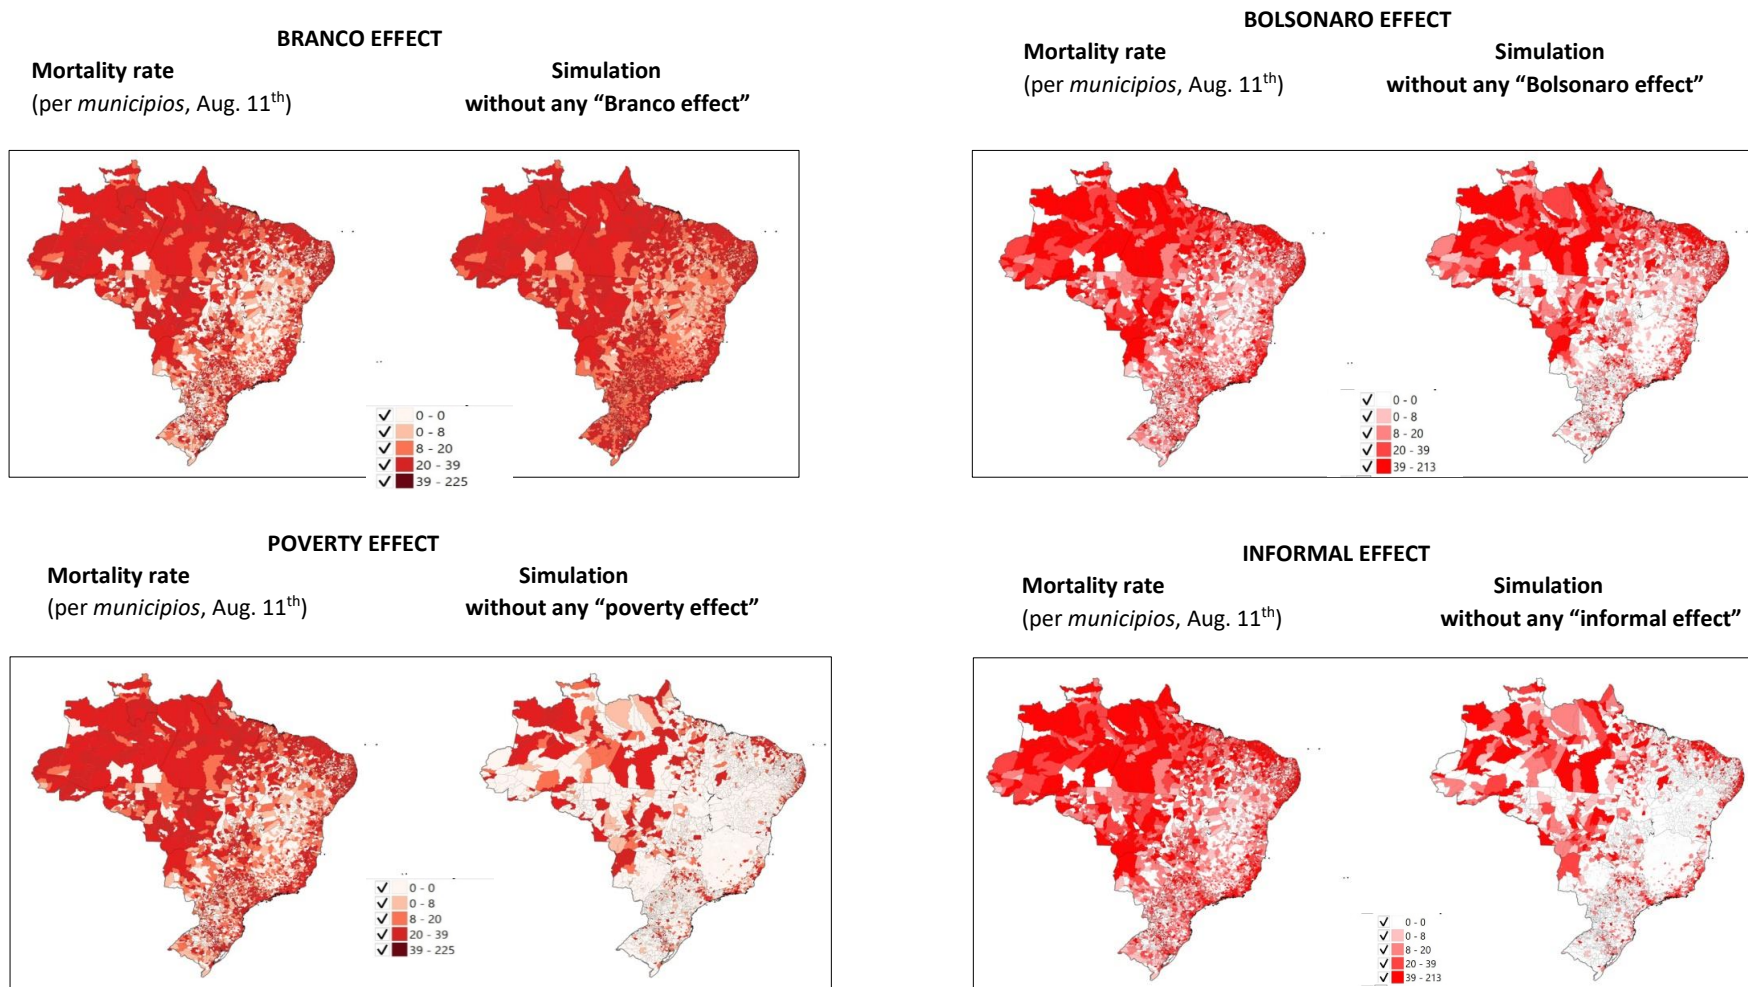 BRANCO EFFECT
Mortality rate
(per municipios, Aug. 11th)
Simulation
without any “Branco effect”
0 - 0
0 - 8
8 - 20
20 - 39
39 - 225
BOLSONARO EFFECT
Mortality rate
(per municipios, Aug. 11th)
Simulation
without any “Bolsonaro effect”
0 - 0
0 - 8
8 - 20
20 - 39
39 - 213
POVERTY EFFECT
Mortality rate
(per municipios, Aug. 11th)
Simulation
without any “poverty effect”
0 - 0
0 - 8
8 - 20
20 - 39
39 - 225
INFORMAL EFFECT
Mortality rate
(per municipios, Aug. 11th)
Simulation
without any “informal effect”
0 - 0
0 - 8
8 - 20
20 - 39
39 - 213